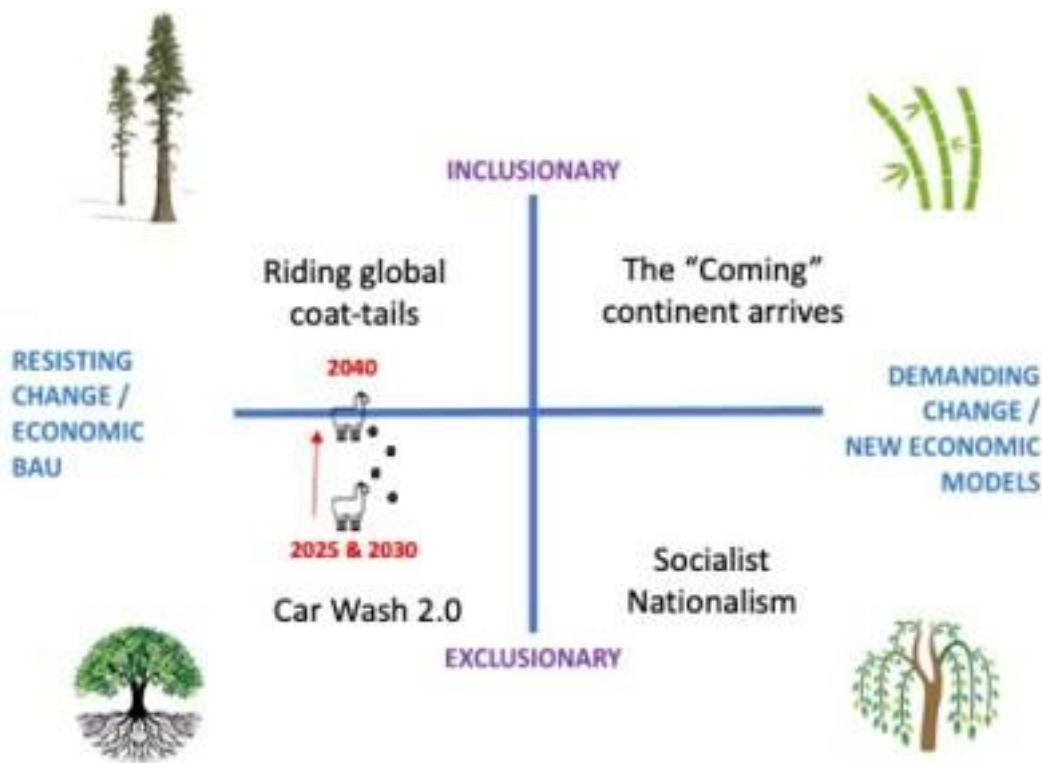 INCLUSIONARY
Riding global
coat-tails
The “Coming”
continent arrives
RESISTING
CHANGE /
ECONOMIC
BAU
2040
DEMANDING
CHANGE /
NEW ECONOMIC
MODELS
2025 & 2030
Car Wash 2.0
Socialist
Nationalism
EXCLUSIONARY